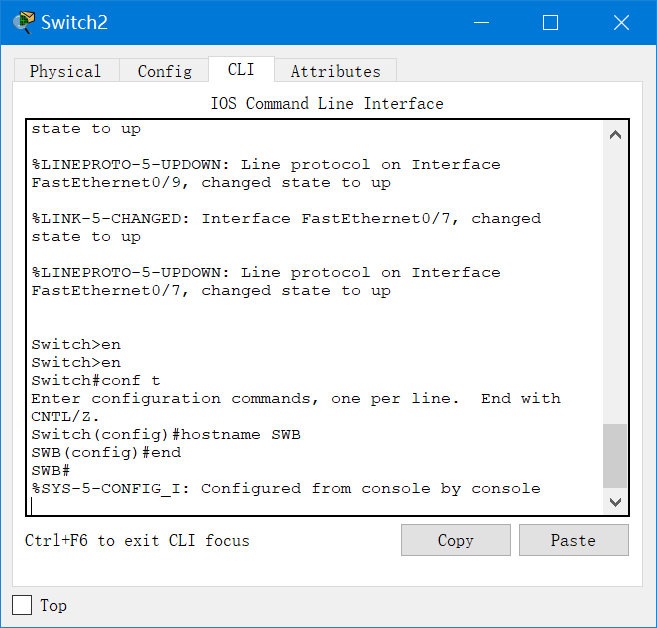 Switch2
Physical Config CLI Attributes
IOS Command Line Interface
state to up
%LINEPROTO-5-UPDOWN: Line protocol on Interface
FastEthernet0/9, changed state to up
%LINK-5-CHANGED: Interface FastEthernet0/7, changed
state to up
%LINEPROTO-5-UPDOWN: Line protocol on Interface
FastEthernet0/7, changed state to up
Switch>en
Switch>en
Switch#conf t
Enter configuration commands, one per line.  End with
CNTL/Z.
Switch(config)#hostname SWB
SWB(config)#end
SWB#
%SYS-5-CONFIG_I: Configured from console by console
Ctrl+F6 to exit CLI focus Copy Paste
Top